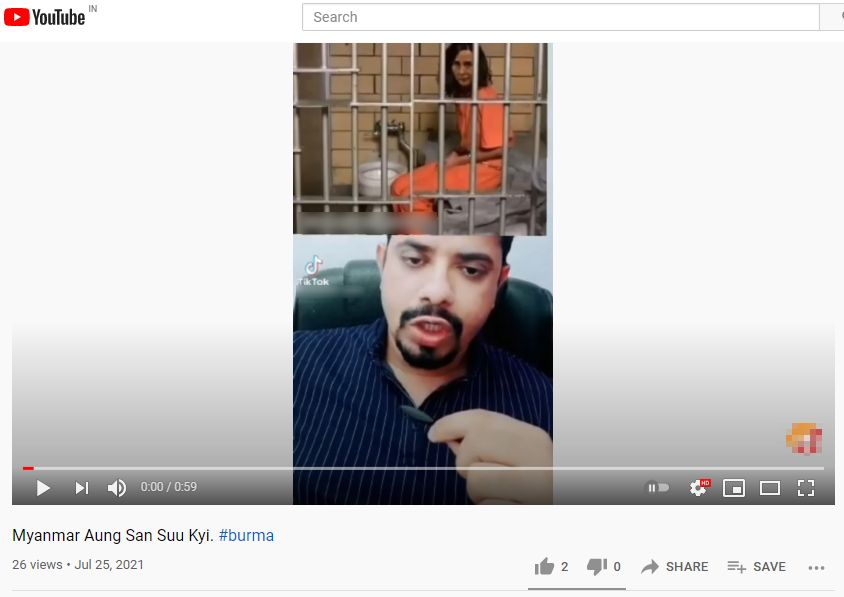 YouTube IN
Search
TikTok
0:00 / 0:59
HD
Myanmar Aung San Suu Kyi. #burma
26 views • Jul 25, 2021
2
0
SHARE
SAVE